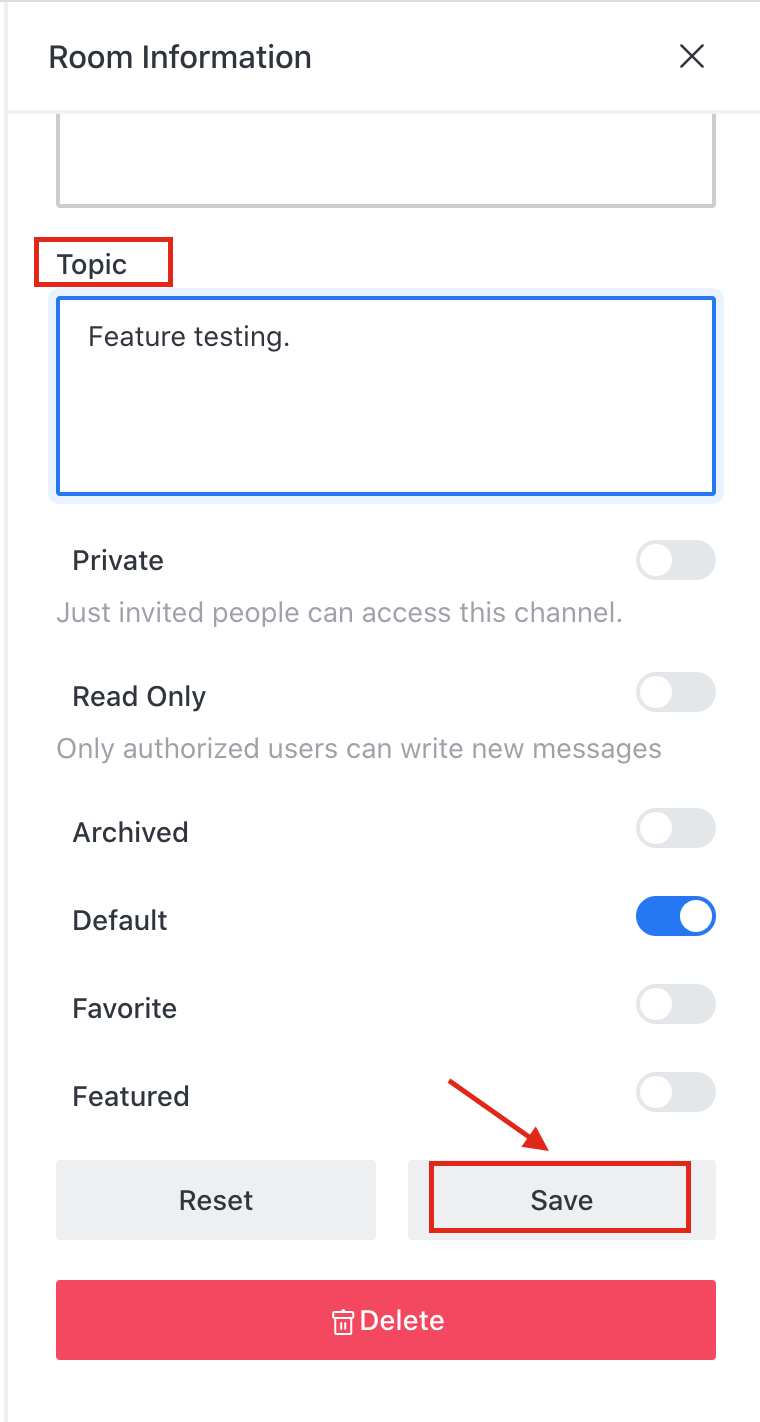 Room Information
Topic
Feature testing.
Private
Just invited people can access this channel.
Read Only
Only authorized users can write new messages
Archived
Default
Favorite
Featured
Reset
Save
Delete